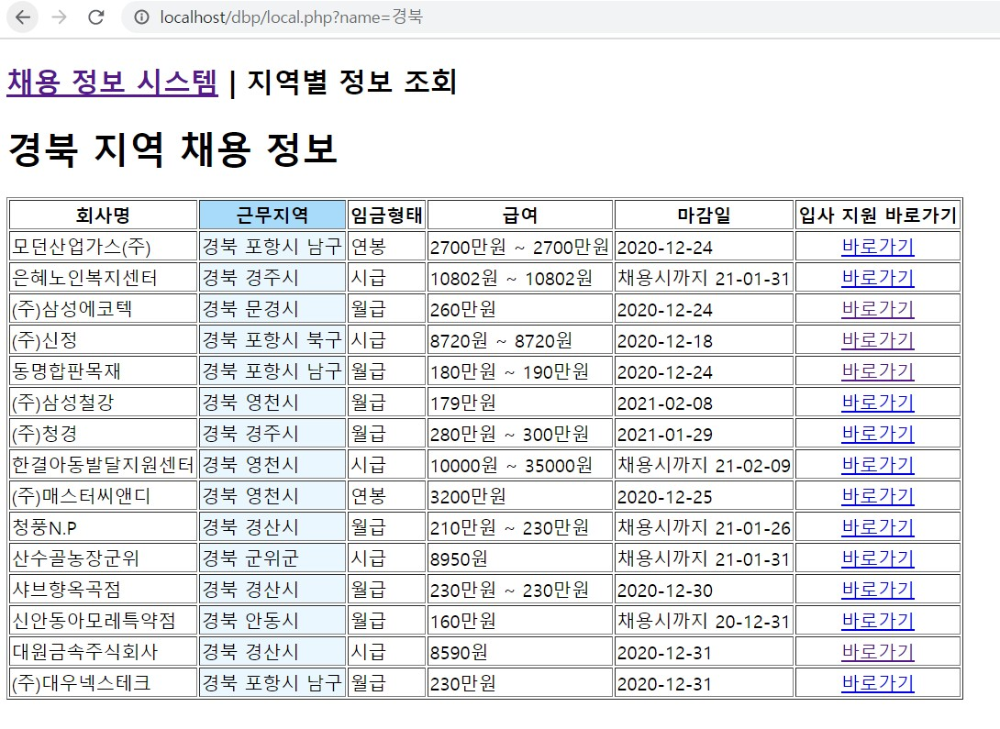 localhost/dbp/local.php?name=경북
채용 정보 시스템 | 지역별 정보 조회
경북 지역 채용 정보
회사명 근무지역 임금형태 급여 마감일 입사 지원 바로가기
모던산업가스(주) 경북 포항시 남구 연봉 2700만원 ~ 2700만원 2020-12-24 바로가기
은혜노인복지센터 경북 경주시 시급 10802원 ~ 10802원 채용시까지 21-01-31 바로가기
(주)삼성에코텍 경북 문경시 월급 260만원 2020-12-24 바로가기
(주)신정 경북 포항시 북구 시급 8720원 ~ 8720원 2020-12-18 바로가기
동명합판목재 경북 포항시 남구 월급 180만원 ~ 190만원 2020-12-24 바로가기
(주)삼성철강 경북 영천시 월급 179만원 2021-02-08 바로가기
(주)청경 경북 경주시 월급 280만원 ~ 300만원 2021-01-29 바로가기
한결아동발달지원센터 경북 영천시 시급 10000원 ~ 35000원 채용시까지 21-02-09 바로가기
(주)매스터씨앤디 경북 영천시 연봉 3200만원 2020-12-25 바로가기
청풍N.P 경북 경산시 월급 210만원 ~ 230만원 채용시까지 21-01-26 바로가기
산수골농장군위 경북 군위군 시급 8950원 채용시까지 21-01-31 바로가기
샤브향옥곡점 경북 경산시 월급 230만원 ~ 230만원 2020-12-30 바로가기
신안동아모레특약점 경북 안동시 월급 160만원 채용시까지 20-12-31 바로가기
대원금속주식회사 경북 경산시 시급 8590원 2020-12-31 바로가기
(주)대우넥스테크 경북 포항시 남구 월급 230만원 2020-12-31 바로가기